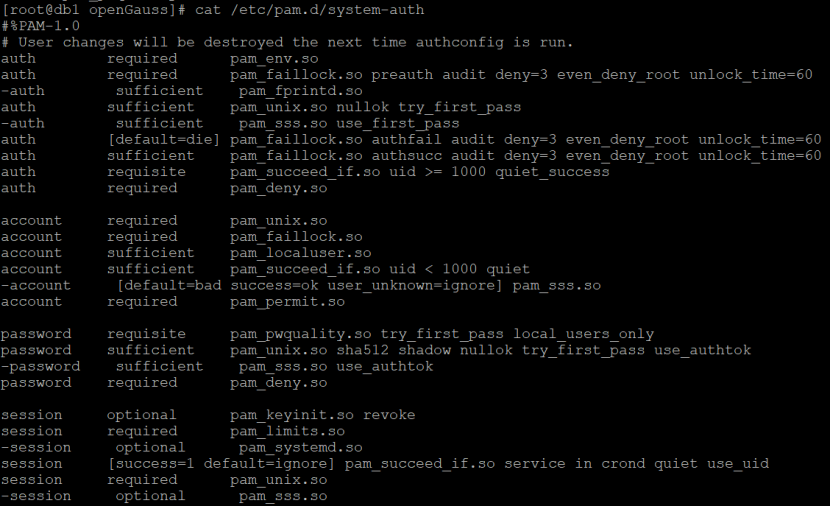 [root@db1 openGauss]# cat /etc/pam.d/system-auth
#%PAM-1.0
# User changes will be destroyed the next time authconfig is run.
auth        required      pam_env.so
auth        required      pam_faillock.so preauth audit deny=3 even_deny_root unlock_time=60
-auth        sufficient    pam_fprintd.so
auth        sufficient    pam_unix.so nullok try_first_pass
-auth        sufficient    pam_sss.so use_first_pass
auth        [default=die] pam_faillock.so authfail audit deny=3 even_deny_root unlock_time=60
auth        sufficient    pam_faillock.so authsucc audit deny=3 even_deny_root unlock_time=60
auth        requisite     pam_succeed_if.so uid >= 1000 quiet_success
auth        required      pam_deny.so

account     required      pam_unix.so
account     required      pam_faillock.so
account     sufficient    pam_localuser.so
account     sufficient    pam_succeed_if.so uid < 1000 quiet
-account     [default=bad success=ok user_unknown=ignore] pam_sss.so
account     required      pam_permit.so

password    requisite     pam_pwquality.so try_first_pass local_users_only
password    sufficient    pam_unix.so sha512 shadow nullok try_first_pass use_authtok
-password    sufficient    pam_sss.so use_authtok
password    required      pam_deny.so

session     optional      pam_keyinit.so revoke
session     required      pam_limits.so
-session     optional      pam_systemd.so
session     [success=1 default=ignore] pam_succeed_if.so service in crond quiet use_uid
session     required      pam_unix.so
-session     optional      pam_sss.so